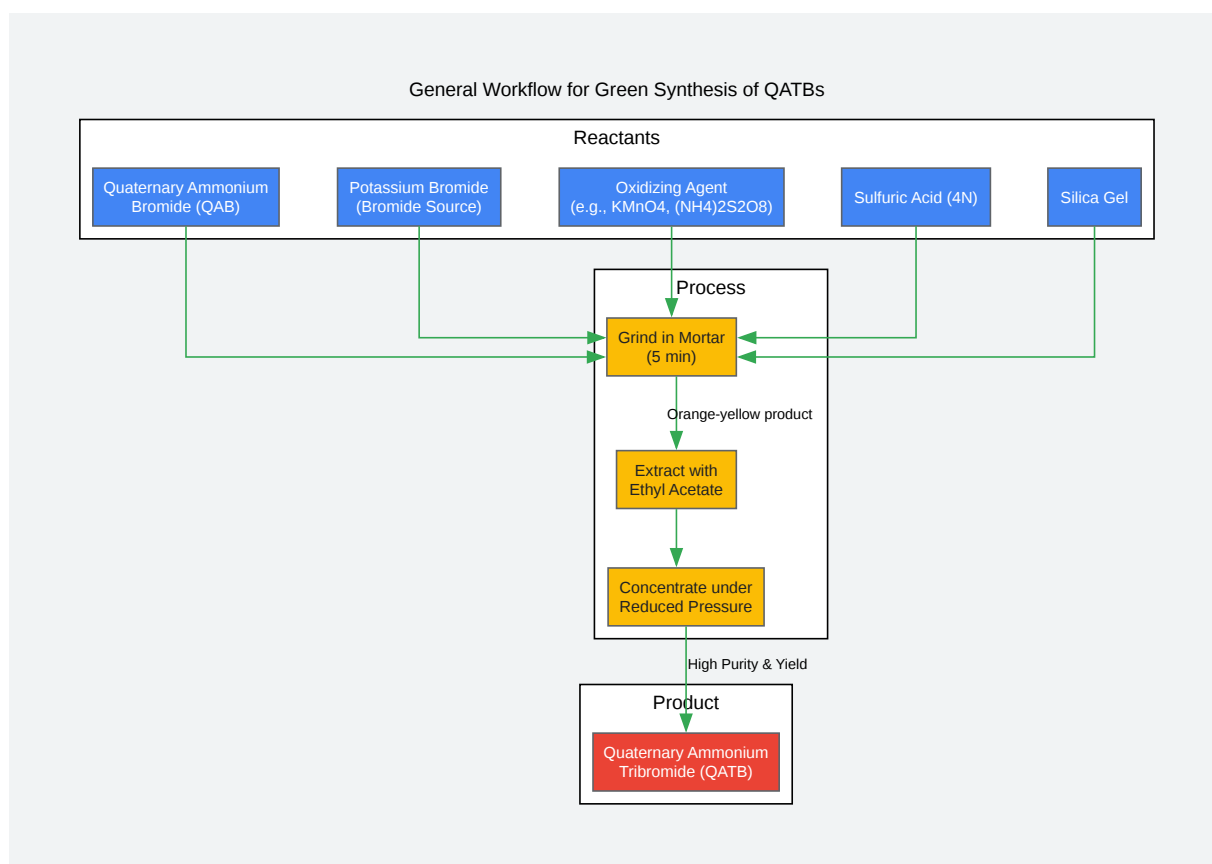 General Workflow for Green Synthesis of QATBs
Reactants
Quaternary Ammonium
Bromide (QAB)
Potassium Bromide
(Bromide Source)
Oxidizing Agent
(e.g., KMnO4, (NH4)2S2O8)
Sulfuric Acid (4N)
Silica Gel
Process
Grind in Mortar
(5 min)
Orange-yellow product
Extract with
Ethyl Acetate
Concentrate under
Reduced Pressure
High Purity & Yield
Product
Quaternary Ammonium
Tribromide (QATB)